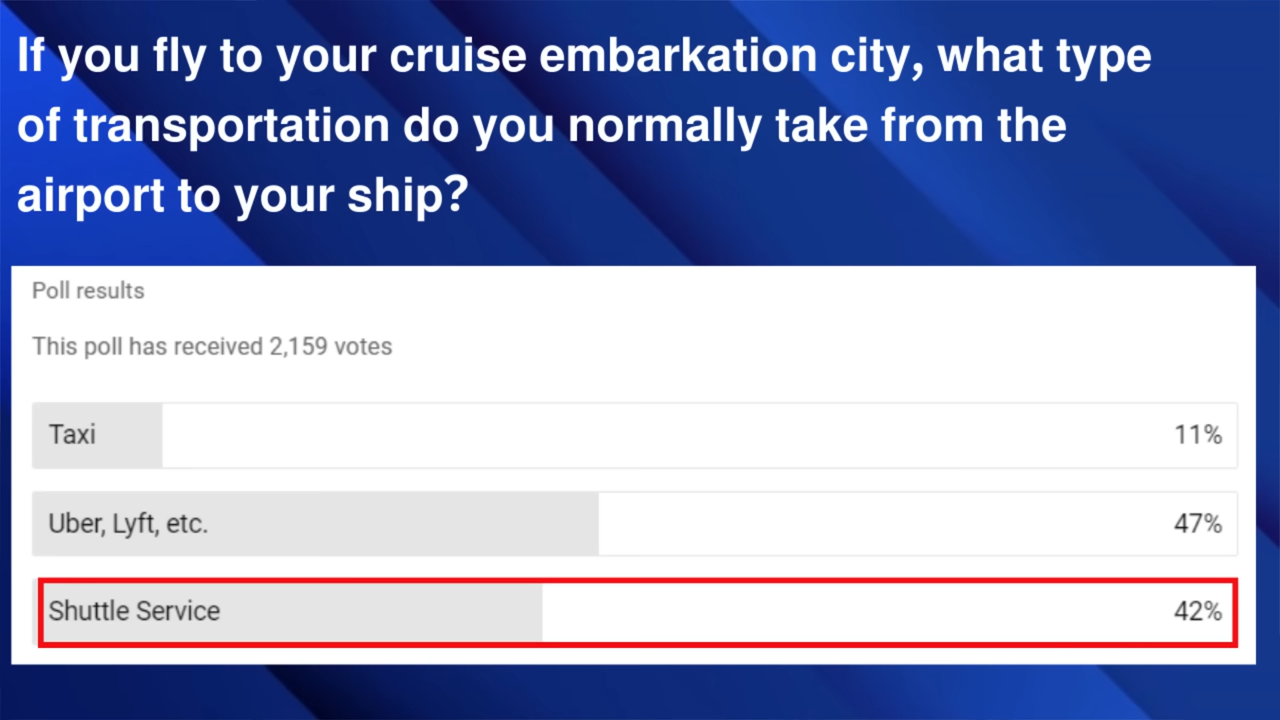 If you fly to your cruise embarkation city, what type
of transportation do you normally take from the
airport to your ship?
Poll results
This poll has received 2,159 votes
Taxi 11%
Uber, Lyft, etc. 47%
Shuttle Service 42%